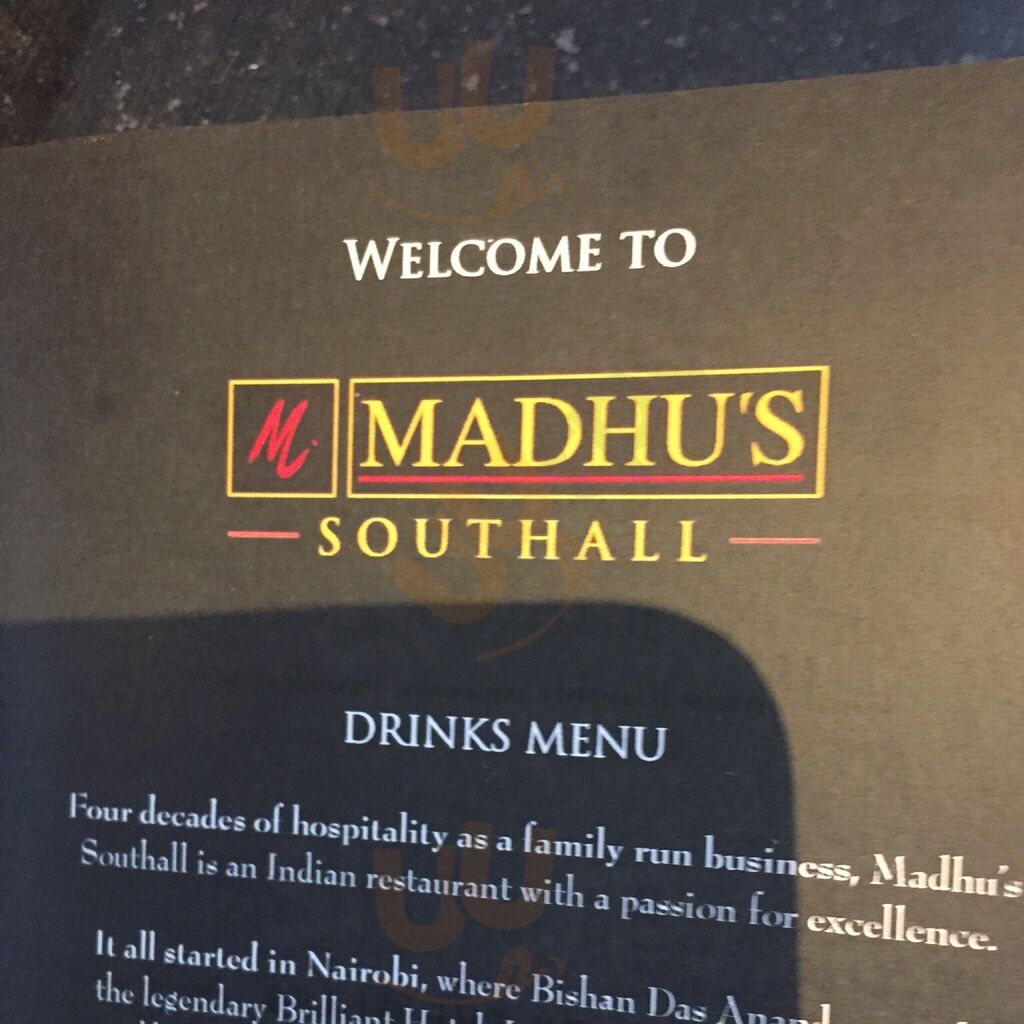 WELCOME TO
M.
MADHU'S
SOUTHALL
DRINKS MENU
Four decades of hospitality as a family run business, Madhu's
Southall is an Indian restaurant with a passion for excellence.
It all started in Nairobi, where Bishan Das Anand
the legendary Brilliant